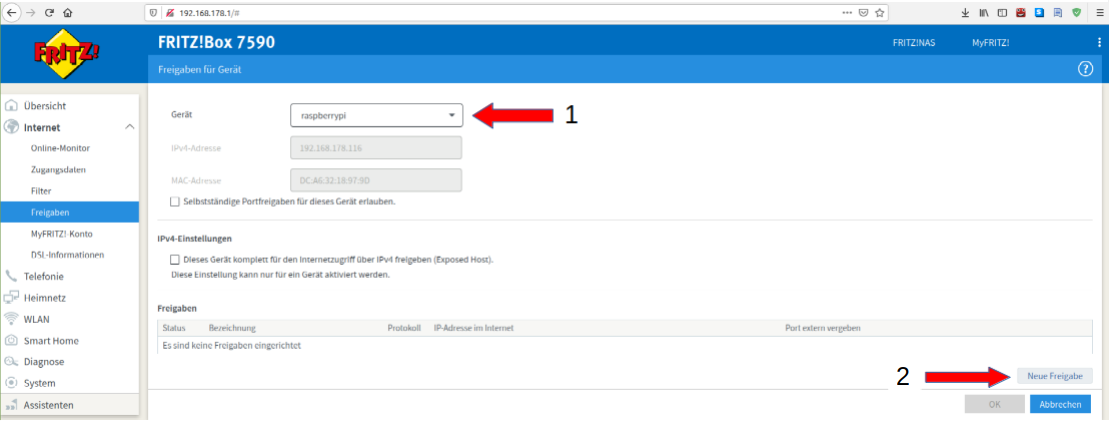 192.168.178.1/#
FRITZ!
FRITZ!Box 7590
FRITZ!NAS
MyFRITZ!
Freigaben für Gerät
?
Übersicht
Internet
Online-Monitor
Zugangsdaten
Filter
Freigaben
MyFRITZ!-Konto
DSL-Informationen
Telefonie
Heimnetz
WLAN
Smart Home
Diagnose
System
Assistenten
Gerät raspberrypi 1
IPv4-Adresse 192.168.178.116
MAC-Adresse DC:A6:32:18:97:9D
Selbstständige Portfreigaben für dieses Gerät erlauben.
IPv4-Einstellungen
Dieses Gerät komplett für den Internetzugriff über IPv4 freigeben (Exposed Host).
Diese Einstellung kann nur für ein Gerät aktiviert werden.
Freigaben
Status Bezeichnung Protokoll IP-Adresse im Internet Port extern vergeben
Es sind keine Freigaben eingerichtet
2 Neue Freigabe
OK Abbrechen